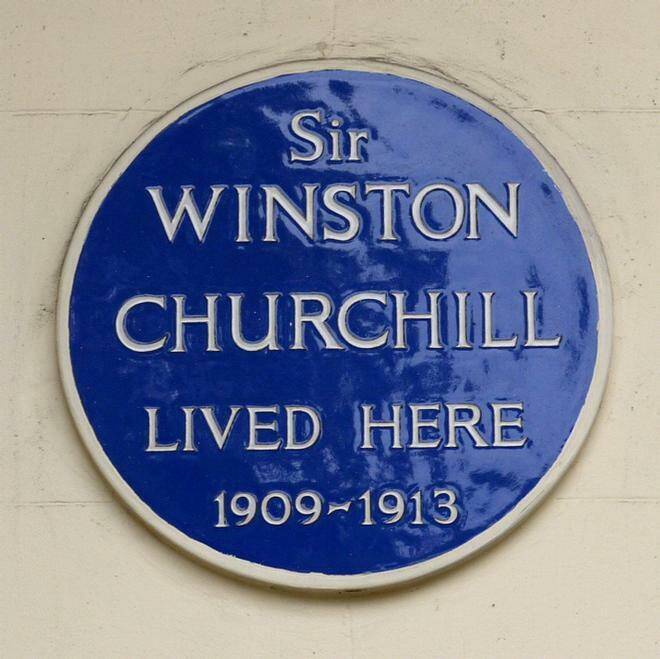 Sir
WINSTON
CHURCHILL
LIVED HERE
1909~1913